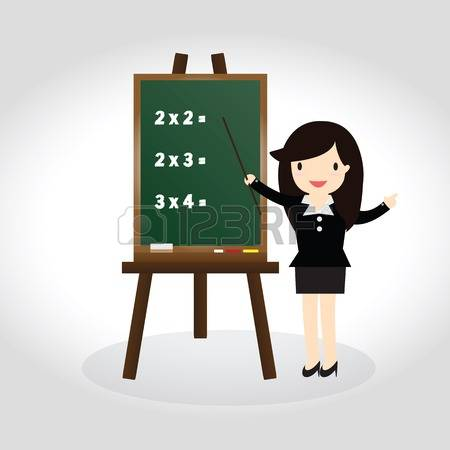 2x2=
2x3=
3x4=
123RF